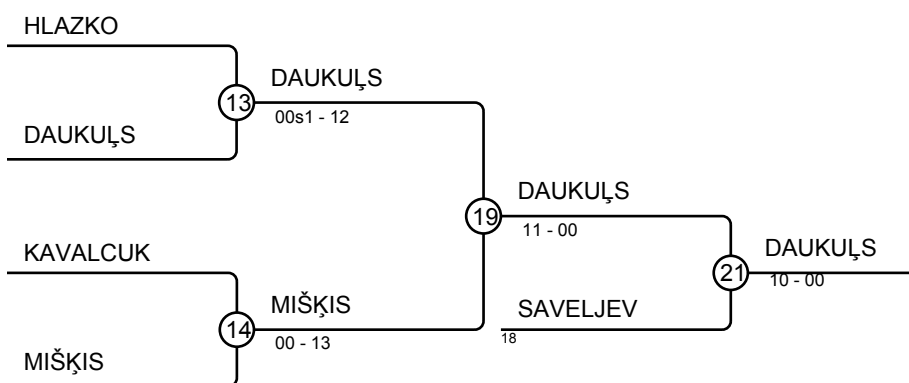 HLAZKO
13
DAUKUĻS
00s1 - 12
DAUKUĻS
19
DAUKUĻS
11 - 00
KAVALCUK
14
MIŠĶIS
00 - 13
MIŠĶIS
SAVELJEV
18
21
DAUKUĻS
10 - 00